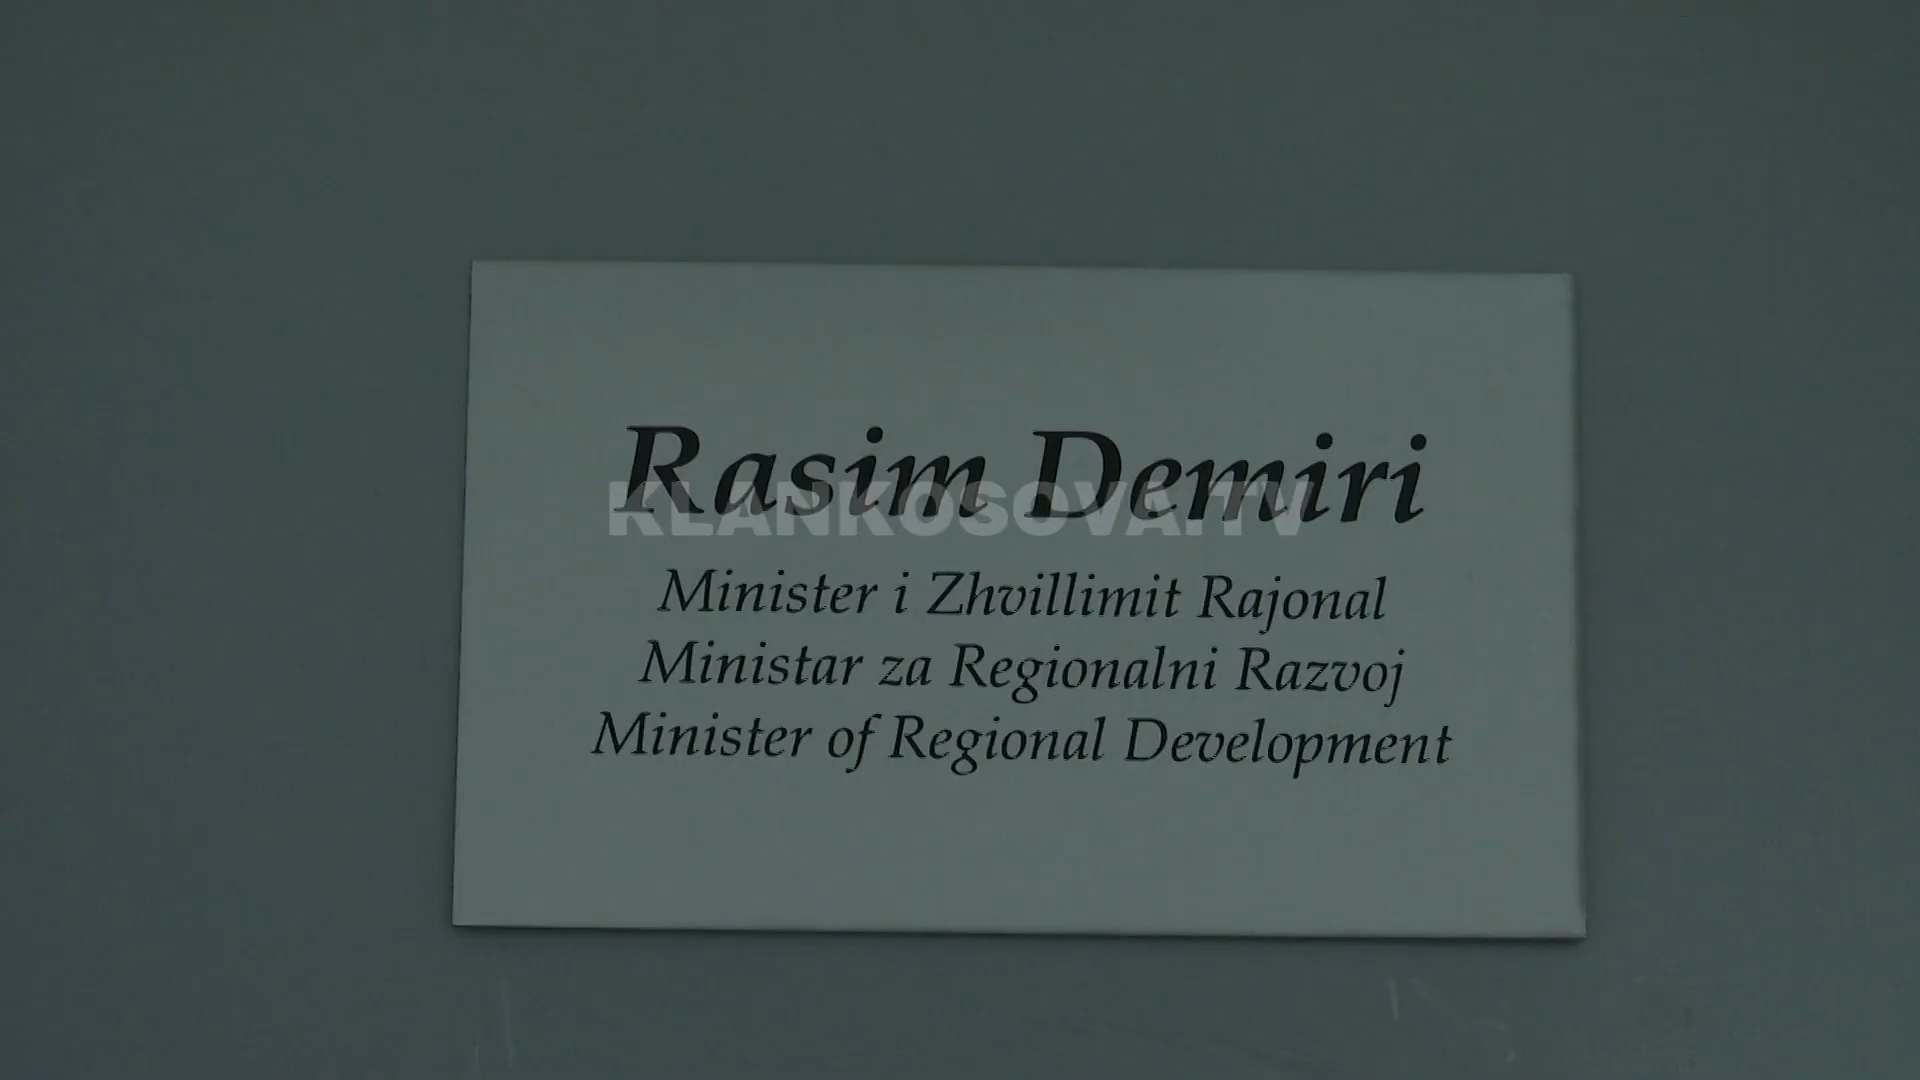 Rasim Demiri
KLANKOSOVA.TV
Minister i Zhvillimit Rajonal
Ministar za Regionalni Razvoj
Minister of Regional Development